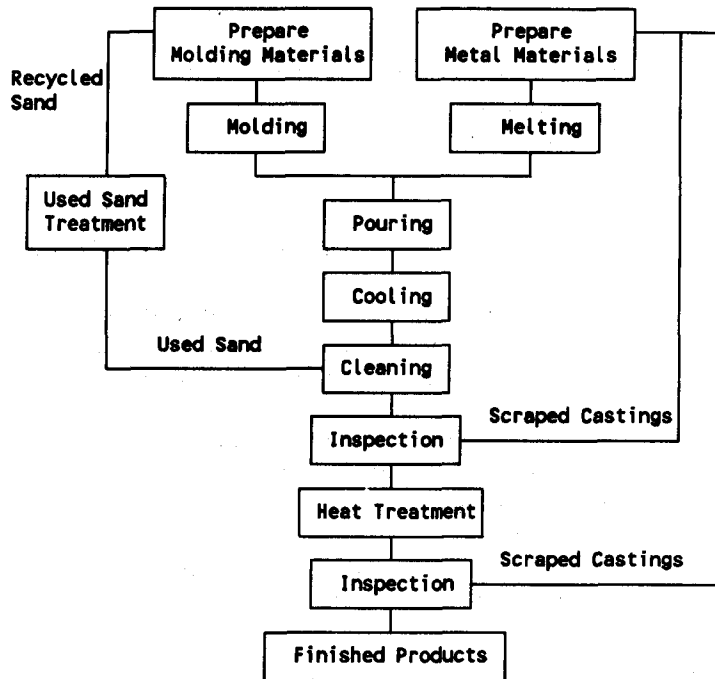 Prepare
Molding Materials
Prepare
Metal Materials
Recycled
Sand
Molding
Melting
Used Sand
Treatment
Pouring
Cooling
Used Sand
Cleaning
Scraped Castings
Inspection
Heat Treatment
Scraped Castings
Inspection
Finished Products